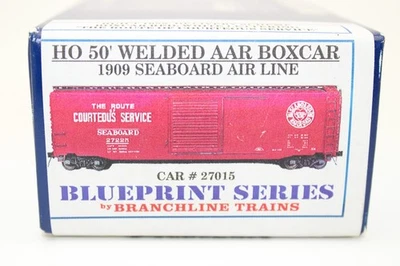 HO 50' WELDED AAR BOXCAR
1909 SEABOARD AIR LINE
THE ROUTE
OF
COURTEOUS SERVICE
SEABOARD
CAR # 27015
BLUEPRINT SERIES
by BRANCHLINE TRAINS